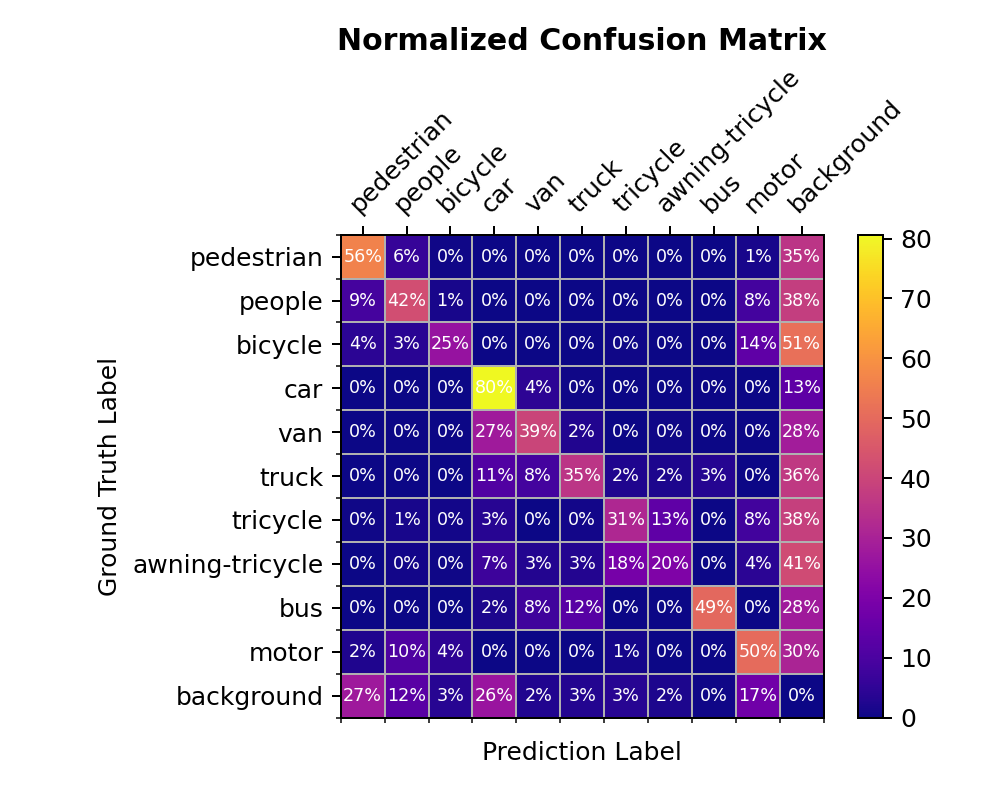 Normalized Confusion Matrix
pedestrian people bicycle car van truck tricycle awning-tricycle bus motor background
pedestrian 56% 6% 0% 0% 0% 0% 0% 0% 0% 1% 35%
people 9% 42% 1% 0% 0% 0% 0% 0% 0% 8% 38%
bicycle 4% 3% 25% 0% 0% 0% 0% 0% 0% 14% 51%
car 0% 0% 0% 80% 4% 0% 0% 0% 0% 0% 13%
van 0% 0% 0% 27% 39% 2% 0% 0% 0% 0% 28%
truck 0% 0% 0% 11% 8% 35% 2% 2% 3% 0% 36%
tricycle 0% 1% 0% 3% 0% 0% 31% 13% 0% 8% 38%
awning-tricycle 0% 0% 0% 7% 3% 3% 18% 20% 0% 4% 41%
bus 0% 0% 0% 2% 8% 12% 0% 0% 49% 0% 28%
motor 2% 10% 4% 0% 0% 0% 1% 0% 0% 50% 30%
background 27% 12% 3% 26% 2% 3% 3% 2% 0% 17% 0%
Ground Truth Label
Prediction Label
80
70
60
50
40
30
20
10
0